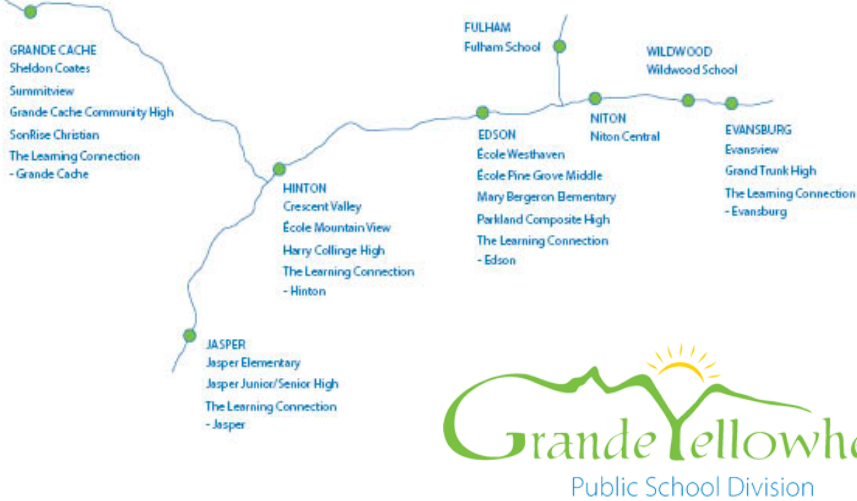 GRANDE CACHE
Sheldon Coates
Summitview
Grande Cache Community High
SonRise Christian
The Learning Connection
- Grande Cache
HINTON
Crescent Valley
École Mountain View
Harry Collinge High
The Learning Connection
- Hinton
JASPER
Jasper Elementary
Jasper Junior/Senior High
The Learning Connection
- Jasper
FULHAM
Fulham School
EDSON
École Westhaven
École Pine Grove Middle
Mary Bergeron Elementary
Parkland Composite High
The Learning Connection
- Edson
NITON
Niton Central
WILDWOOD
Wildwood School
EVANSBURG
Evansview
Grand Trunk High
The Learning Connection
- Evansburg
Grande Yellowhe
Public School Division